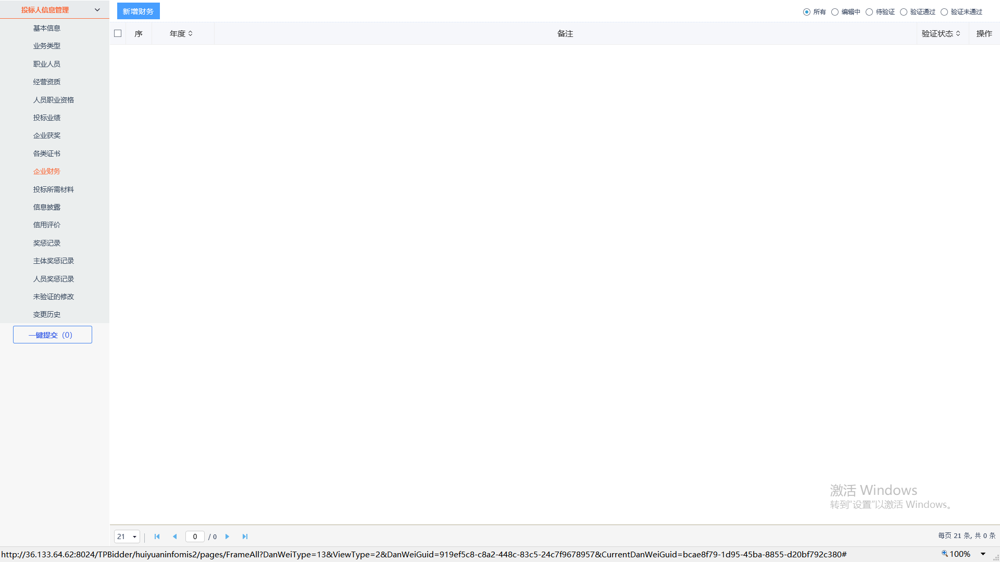 投标人信息管理
基本信息
业务类型
职业人员
经营资质
人员职业资格
投标业绩
企业获奖
各类证书
企业财务
投标所需材料
信息披露
信用评价
奖惩记录
主体奖惩记录
人员奖惩记录
未验证的修改
变更历史
一键提交（0）
新增财务
所有 编辑中 待验证 验证通过 验证未通过
序 年度 备注 验证状态 操作
激活 Windows
转到“设置”以激活 Windows。
21 0 / 0 每页 21 条, 共 0 条
http://36.133.64.62:8024/TPBidder/huiyuaninfomis2/pages/FrameAll?DanWeiType=13&ViewType=2&DanWeiGuid=919ef5c8-c8a2-448c-83c5-24c7f9678957&CurrentDanWeiGuid=bcae8f79-1d95-45ba-8855-d20bf792c380# 100%